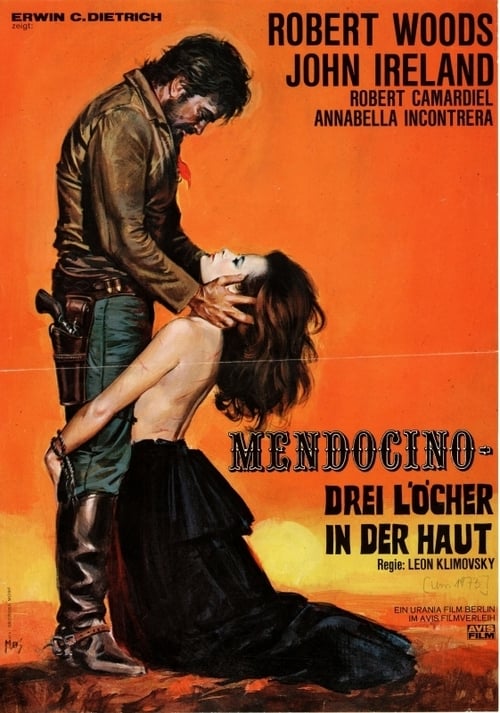 ERWIN C. DIETRICH
zeigt:
ROBERT WOODS
JOHN IRELAND
ROBERT CAMARDIEL
ANNABELLA INCONTRERA
MENDOCINO-
DREI LÖCHER
IN DER HAUT
Regie: LEON KLIMOVSKY
EIN URANIA FILM BERLIN
IM AVIS FILMVERLEIH
AVIS
FILM